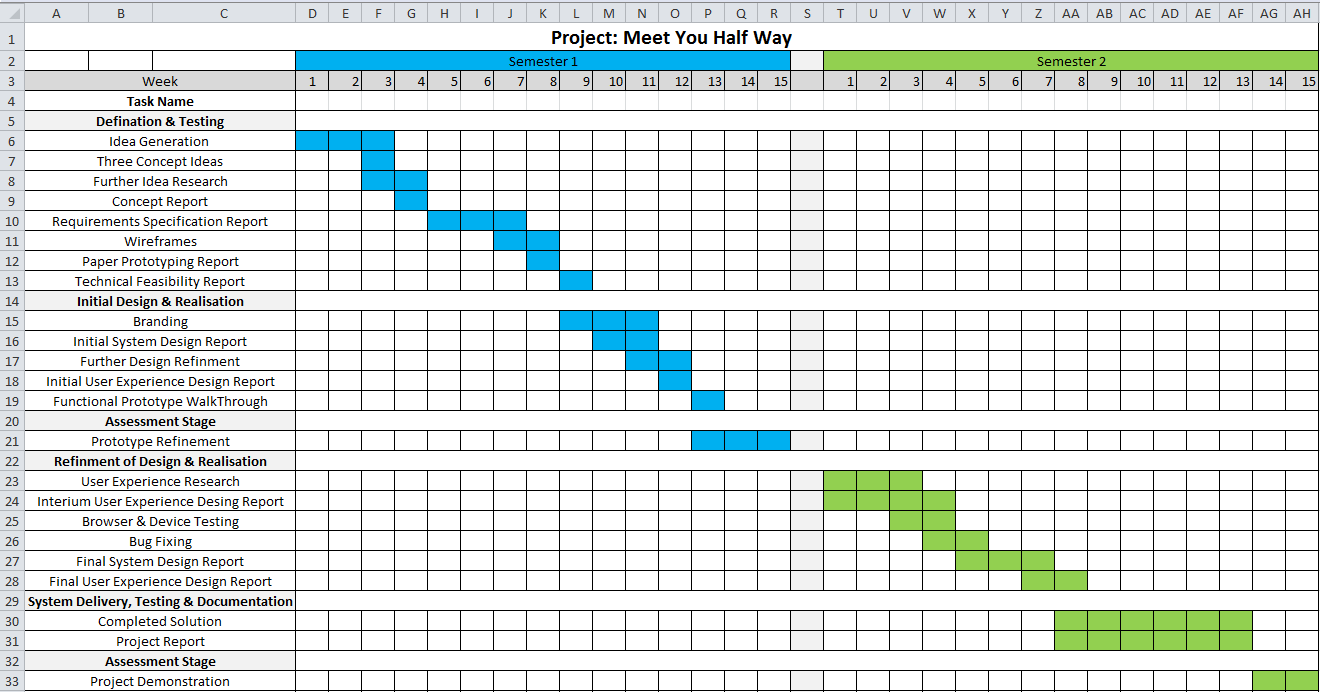 A B C D E F G H I J K L M N O P Q R S T U V W X Y Z AA AB AC AD AE AF AG AH
1 Project: Meet You Half Way
2 Semester 1 Semester 2
3 Week 1 2 3 4 5 6 7 8 9 10 11 12 13 14 15 1 2 3 4 5 6 7 8 9 10 11 12 13 14 15
4 Task Name
5 Defination & Testing
6 Idea Generation
7 Three Concept Ideas
8 Further Idea Research
9 Concept Report
10 Requirements Specification Report
11 Wireframes
12 Paper Prototyping Report
13 Technical Feasibility Report
14 Initial Design & Realisation
15 Branding
16 Initial System Design Report
17 Further Design Refinment
18 Initial User Experience Design Report
19 Functional Prototype WalkThrough
20 Assessment Stage
21 Prototype Refinement
22 Refinment of Design & Realisation
23 User Experience Research
24 Interium User Experience Desing Report
25 Browser & Device Testing
26 Bug Fixing
27 Final System Design Report
28 Final User Experience Design Report
29 System Delivery, Testing & Documentation
30 Completed Solution
31 Project Report
32 Assessment Stage
33 Project Demonstration